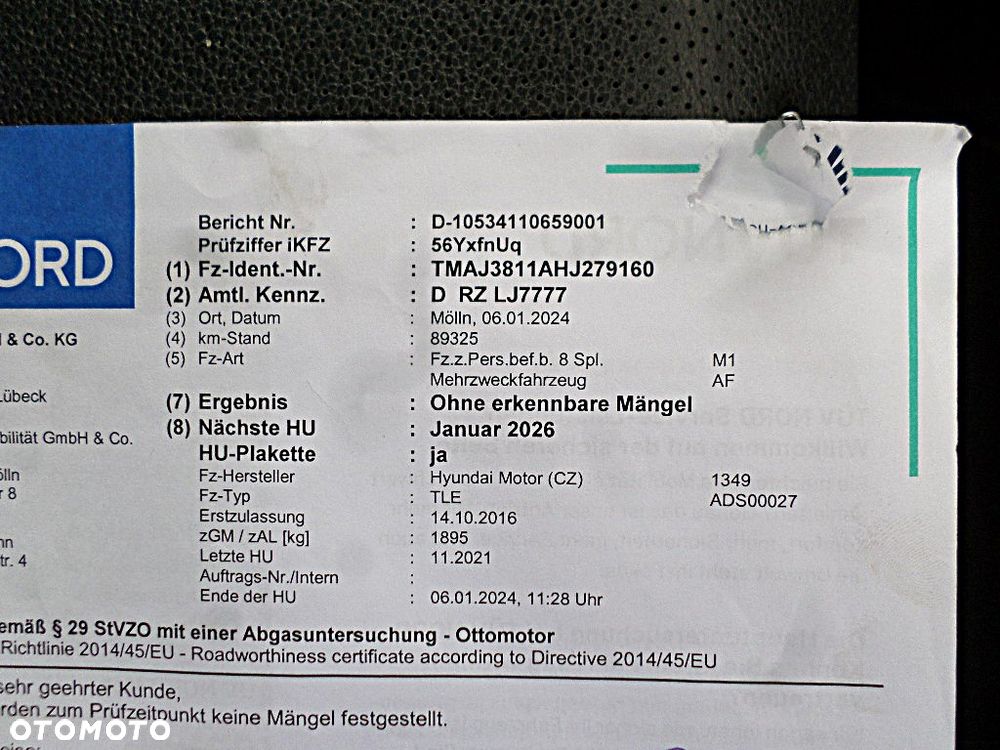 ORD
Bericht Nr. : D-10534110659001
Prüfziffer iKFZ : 56YxfnUq
(1) Fz-Ident.-Nr. : TMAJ3811AHJ279160
(2) Amtl. Kennz. : D RZ LJ7777
(3) Ort, Datum : Mölln, 06.01.2024
& Co. KG
(4) km-Stand : 89325
(5) Fz-Art : Fz.z.Pers.bef.b. 8 Spl. M1
Mehrzweckfahrzeug AF
Lübeck
(7) Ergebnis : Ohne erkennbare Mängel
(8) Nächste HU : Januar 2026
bilität GmbH & Co.
HU-Plakette : ja
ölln
Fz-Hersteller : Hyundai Motor (CZ) 1349
r 8
Fz-Typ : TLE ADS00027
Erstzulassung : 14.10.2016
zGM / zAL [kg] : 1895
nn
Letzte HU : 11.2021
tr. 4
Auftrags-Nr./Intern :
Ende der HU : 06.01.2024, 11:28 Uhr
emäß § 29 StVZO mit einer Abgasuntersuchung - Ottomotor
Richtlinie 2014/45/EU - Roadworthiness certificate according to Directive 2014/45/EU
sehr geehrter Kunde,
rden zum Prüfzeitpunkt keine Mängel festgestellt.
OTOMOTO